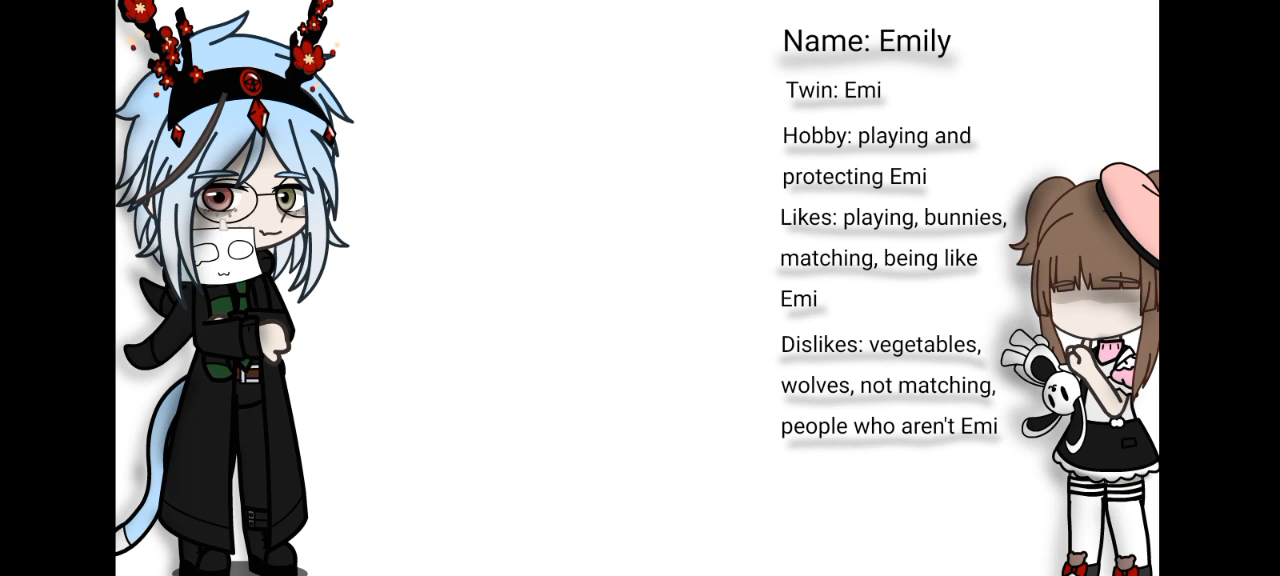 Name: Emily
Twin: Emi
Hobby: playing and
protecting Emi
Likes: playing, bunnies,
matching, being like
Emi
Dislikes: vegetables,
wolves, not matching,
people who aren't Emi